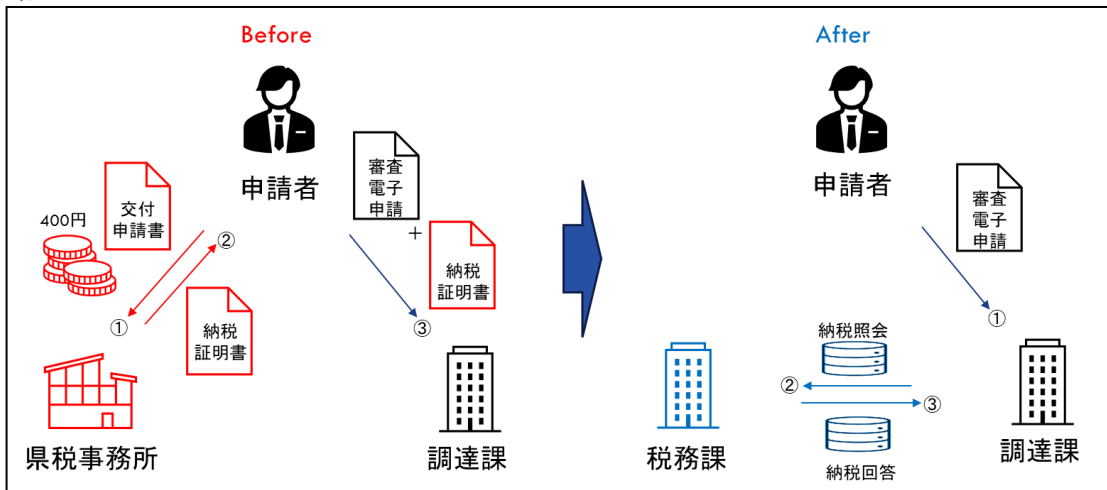 Before
申請者
400円
交付
申請書
審査
電子
申請
+
納税
証明書
②
①
納税
証明書
③
県税事務所
調達課
After
申請者
審査
電子
申請
①
納税照会
②
③
納税回答
税務課
調達課